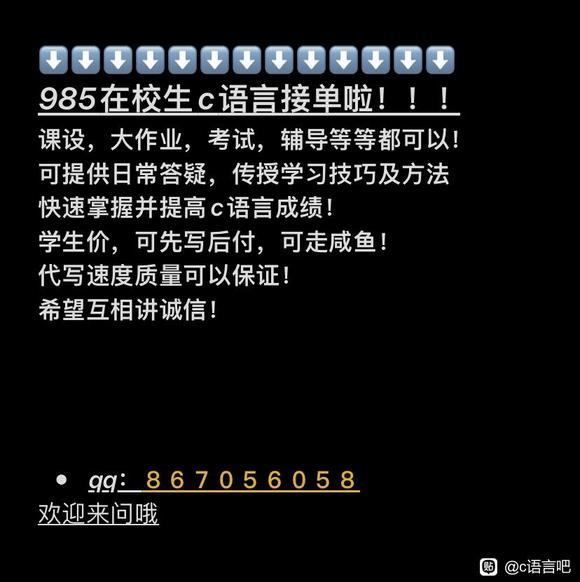 ⬇⬇⬇⬇⬇⬇⬇⬇⬇⬇⬇⬇⬇
985在校生c语言接单啦！！！
课设，大作业，考试，辅导等等都可以！
可提供日常答疑，传授学习技巧及方法
快速掌握并提高c语言成绩！
学生价，可先写后付，可走咸鱼！
代写速度质量可以保证！
希望互相讲诚信！
• qq：８６７０５６０５８
欢迎来问哦
贴 @c语言吧